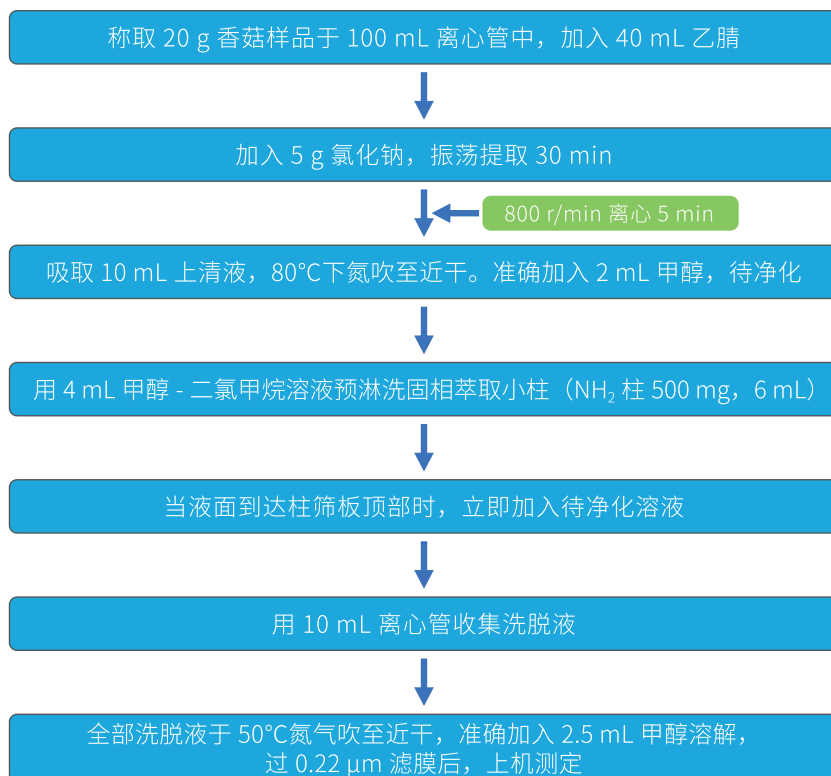 称取 20 g 香菇样品于 100 mL 离心管中，加入 40 mL 乙腈
加入 5 g 氯化钠，振荡提取 30 min
800 r/min 离心 5 min
吸取 10 mL 上清液，80℃下氮吹至近干。准确加入 2 mL 甲醇，待净化
用 4 mL 甲醇 - 二氯甲烷溶液预淋洗固相萃取小柱（NH₂ 柱 500 mg，6 mL）
当液面到达柱筛板顶部时，立即加入待净化溶液
用 10 mL 离心管收集洗脱液
全部洗脱液于 50℃氮气吹至近干，准确加入 2.5 mL 甲醇溶解，
过 0.22 μm 滤膜后，上机测定